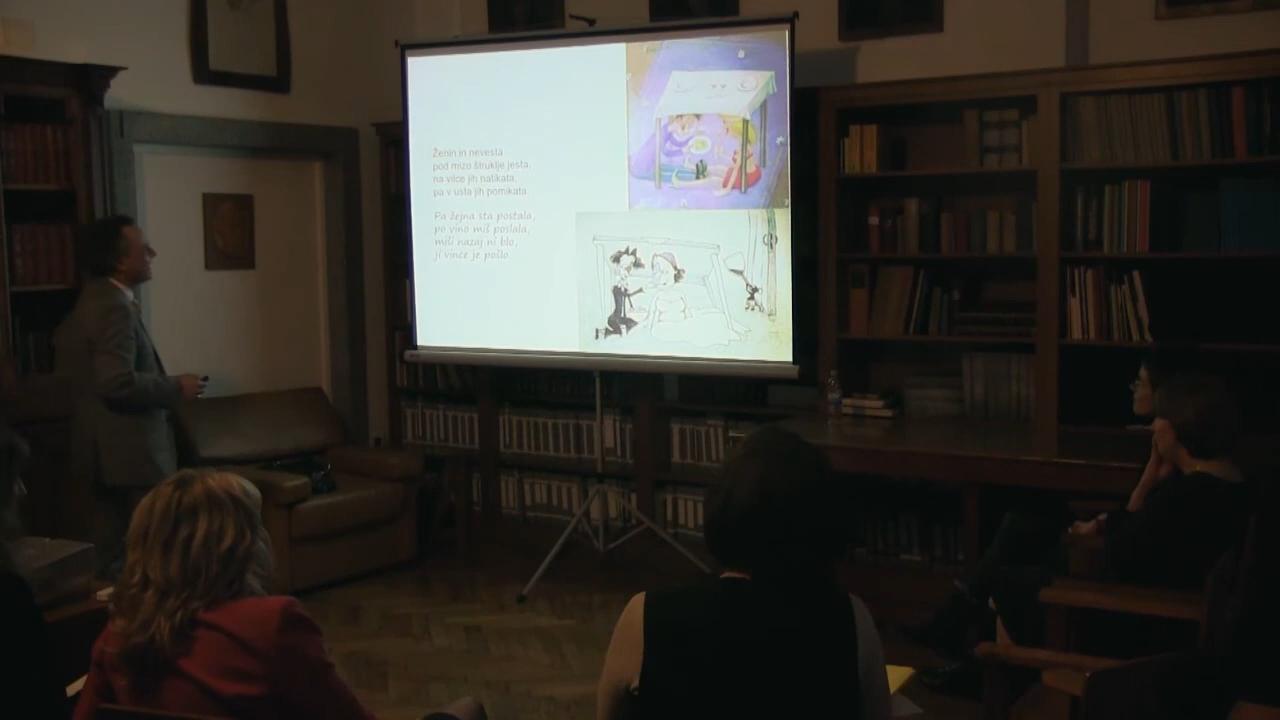 Ženin in nevesta
pod mizo štruklje jesta,
na vilce jih natikata,
pa v usta jih pomikata.
Pa žejna sta postala,
po vino miš poslala,
miši nazaj ni blo,
ji vince je pošlo.